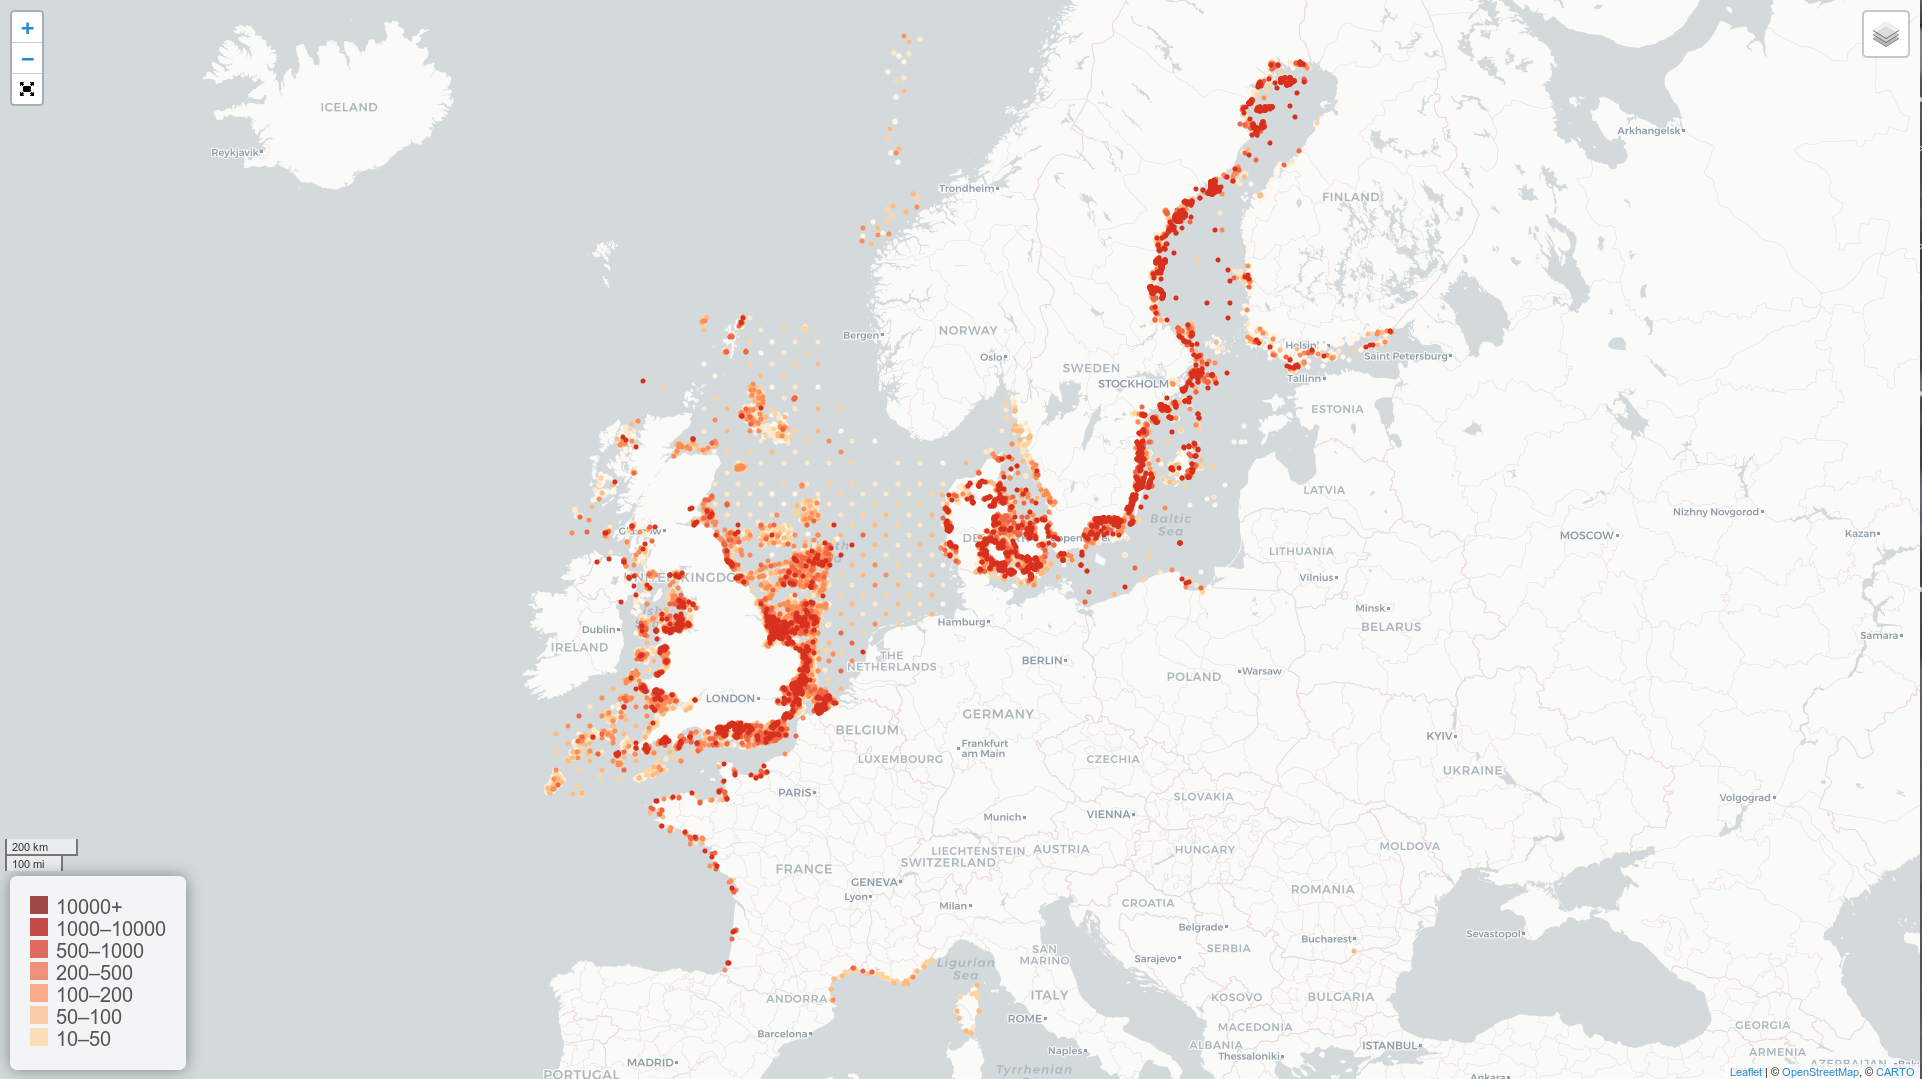 +
−
ICELAND
Reykjavik
Arkhangelsk
Trondheim
FINLAND
Bergen
NORWAY
Oslo
SWEDEN
STOCKHOLM
Saint Petersburg
Tallinn
ESTONIA
LATVIA
Baltic
Sea
Nizhny Novgorod
MOSCOW
Kazan
LITHUANIA
Vilnius
Minsk
BELARUS
Samara
Dublin
IRELAND
Hamburg
THE
NETHERLANDS
BERLIN
POLAND
Warsaw
LONDON
BELGIUM
GERMANY
Frankfurt
am Main
LUXEMBOURG
CZECHIA
KYIV
UKRAINE
PARIS
SLOVAKIA
Volgograd
Munich
VIENNA
200 km
100 mi
LIECHTENSTEIN
AUSTRIA
SWITZERLAND
HUNGARY
MOLDOVA
FRANCE
GENEVA
Lyon
Milan
CROATIA
ROMANIA
Belgrade
SERBIA
Bucharest
Sevastopol
SAN
MARINO
Sarajevo
Ligurian
Sea
ANDORRA
ITALY
KOSOVO
BULGARIA
ROME
Barcelona
MACEDONIA
GEORGIA
ALBANIA
ISTANBUL
Naples
Thessaloniki
ARMENIA
MADRID
PORTUGAL
Tyrrhenian
Ankara
10000+
1000–10000
500–1000
200–500
100–200
50–100
10–50
Leaflet | © OpenStreetMap, © CARTO